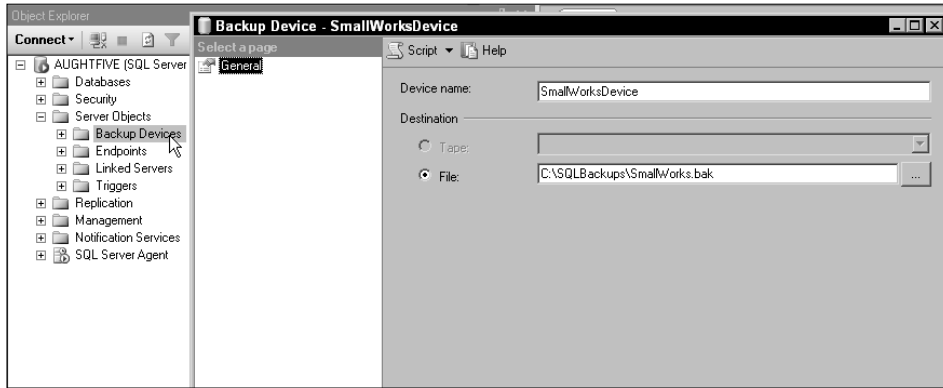 Object Explorer
Connect
AUGHTFIVE (SQL Server
Databases
Security
Server Objects
Backup Devices
Endpoints
Linked Servers
Triggers
Replication
Management
Notification Services
SQL Server Agent
Backup Device - SmallWorksDevice
Select a page
General
Script Help
Device name: SmallWorksDevice
Destination
Tape:
File: C:\SQLBackups\SmallWorks.bak ...